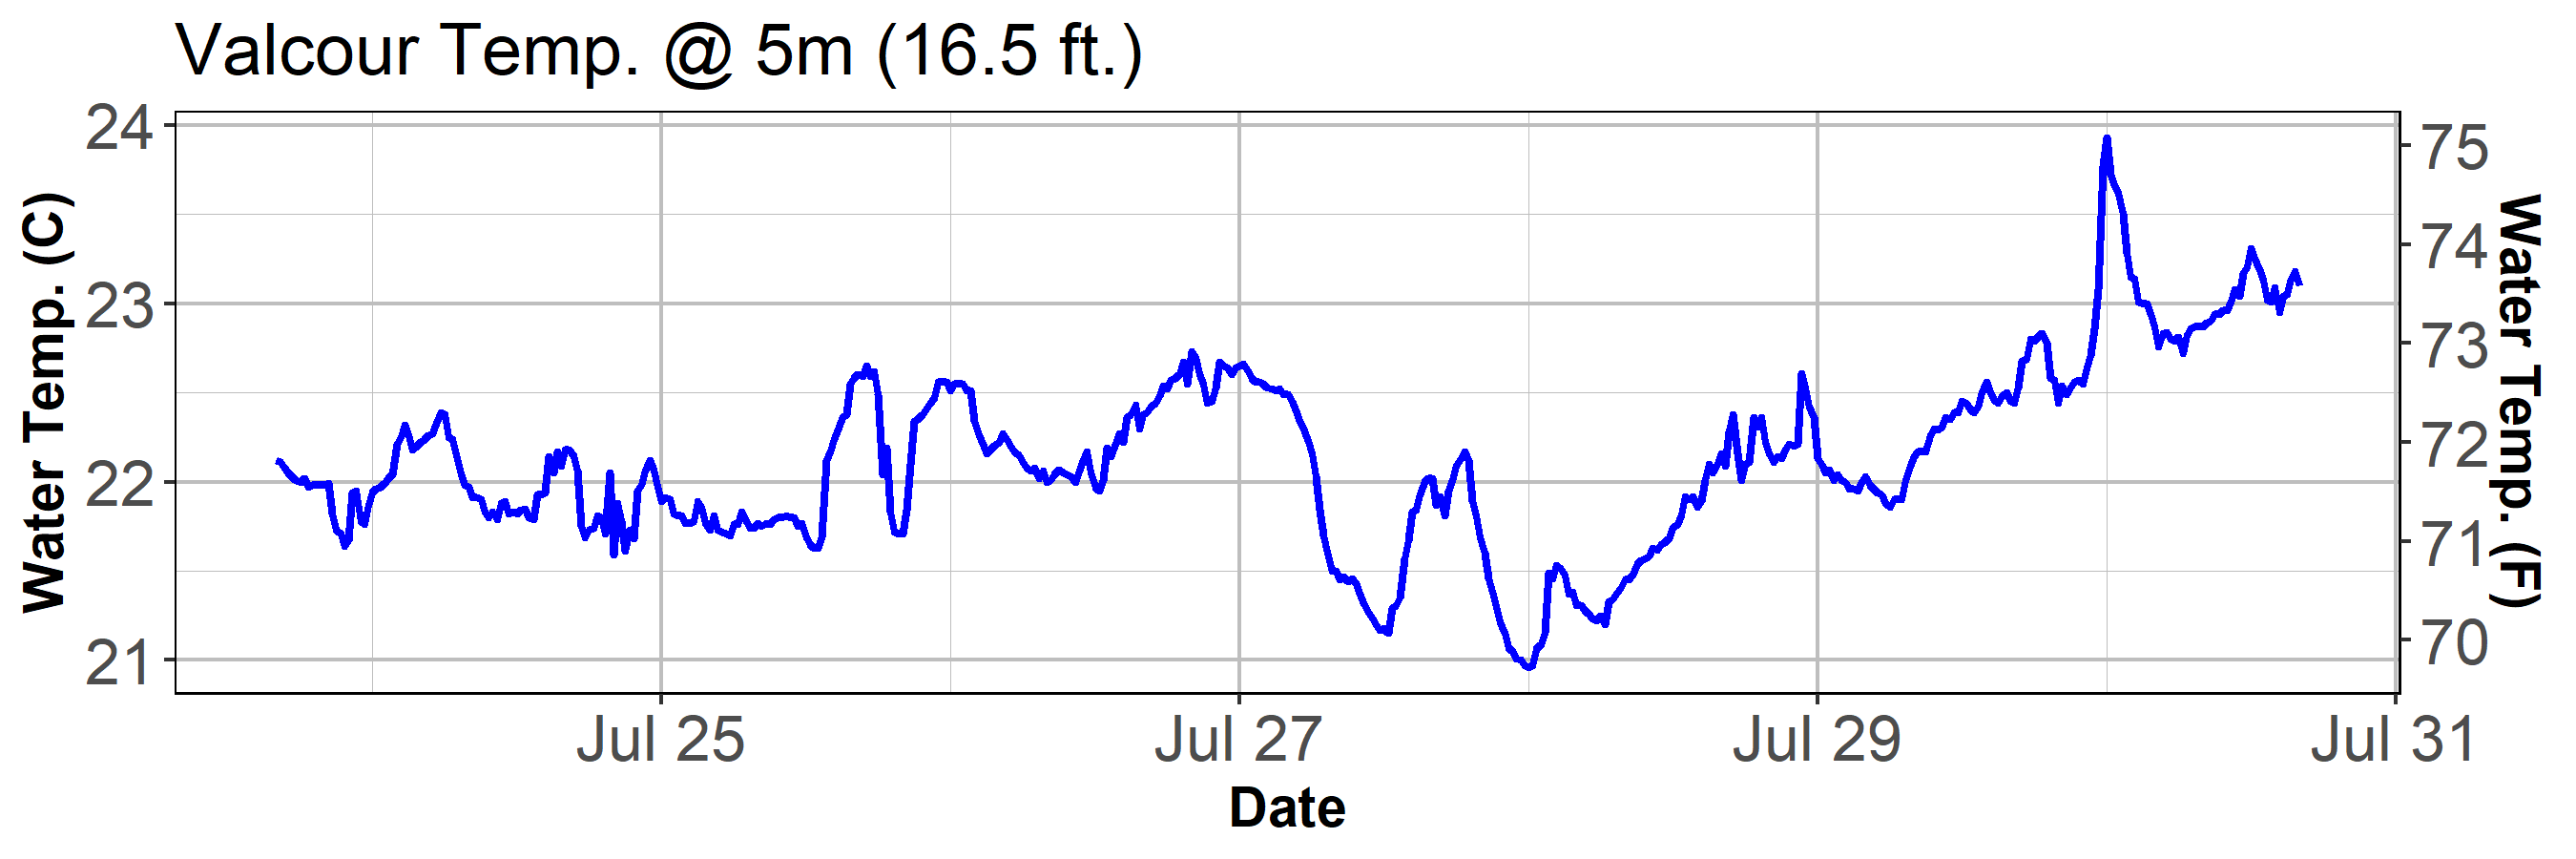 Valcour Temp. @ 5m (16.5 ft.)
Water Temp. (C)
24
23
22
21
75
74
73
72
71
70
Water Temp. (F)
Jul 25
Jul 27
Jul 29
Jul 31
Date